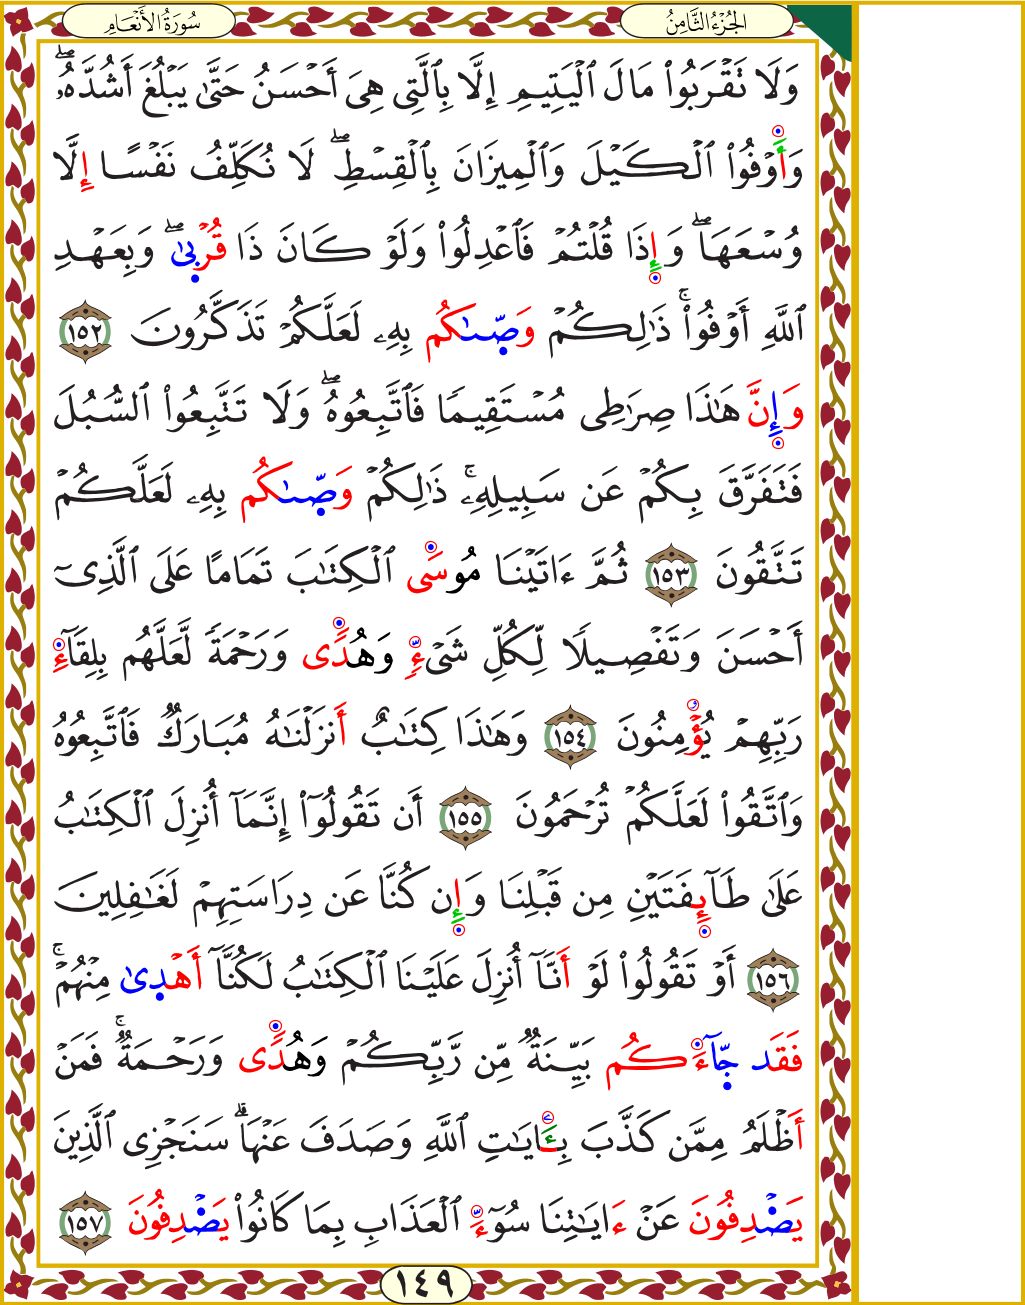 الجُزْءُ الثَّامِنُ
سُورَةُ الأَنْعَامِ
وَلَا تَقْرَبُواْ مَالَ ٱلْيَتِيمِ إِلَّا بِٱلَّتِى هِىَ أَحْسَنُ حَتَّىٰ يَبْلُغَ أَشُدَّهُۥۖ
وَأَوْفُواْ ٱلْكَيْلَ وَٱلْمِيزَانَ بِٱلْقِسْطِۖ لَا نُكَلِّفُ نَفْسًا إِلَّا
وُسْعَهَاۖ وَإِذَا قُلْتُمْ فَٱعْدِلُواْ وَلَوْ كَانَ ذَا قُرْبَىٰۖ وَبِعَهْدِ
ٱللَّهِ أَوْفُواْۚ ذَٰلِكُمْ وَصَّىٰكُم بِهِۦ لَعَلَّكُمْ تَذَكَّرُونَ ١٥٢
وَإِنَّ هَٰذَا صِرَٰطِى مُسْتَقِيمًا فَٱتَّبِعُوهُۖ وَلَا تَتَّبِعُواْ ٱلسُّبُلَ
فَتَفَرَّقَ بِكُمْ عَن سَبِيلِهِۦۚ ذَٰلِكُمْ وَصَّىٰكُم بِهِۦ لَعَلَّكُمْ
تَتَّقُونَ ١٥٣ ثُمَّ ءَاتَيْنَا مُوسَى ٱلْكِتَٰبَ تَمَامًا عَلَى ٱلَّذِىٓ
أَحْسَنَ وَتَفْصِيلًا لِّكُلِّ شَىْءٍ وَهُدًى وَرَحْمَةً لَّعَلَّهُم بِلِقَآءِ
رَبِّهِمْ يُؤْمِنُونَ ١٥٤ وَهَٰذَا كِتَٰبٌ أَنزَلْنَٰهُ مُبَارَكٌ فَٱتَّبِعُوهُ
وَٱتَّقُواْ لَعَلَّكُمْ تُرْحَمُونَ ١٥٥ أَن تَقُولُوٓاْ إِنَّمَآ أُنزِلَ ٱلْكِتَٰبُ
عَلَىٰ طَآئِفَتَيْنِ مِن قَبْلِنَا وَإِن كُنَّا عَن دِرَاسَتِهِمْ لَغَٰفِلِينَ
١٥٦ أَوْ تَقُولُواْ لَوْ أَنَّآ أُنزِلَ عَلَيْنَا ٱلْكِتَٰبُ لَكُنَّآ أَهْدَىٰ مِنْهُمْۚ
فَقَد جَّآءَكُم بَيِّنَةٌ مِّن رَّبِّكُمْ وَهُدًى وَرَحْمَةٌۚ فَمَنْ
أَظْلَمُ مِمَّن كَذَّبَ بِـَٔايَٰتِ ٱللَّهِ وَصَدَفَ عَنْهَاۗ سَنَجْزِى ٱلَّذِينَ
يَصْدِفُونَ عَنْ ءَايَٰتِنَا سُوٓءَ ٱلْعَذَابِ بِمَا كَانُواْ يَصْدِفُونَ ١٥٧
١٤٩